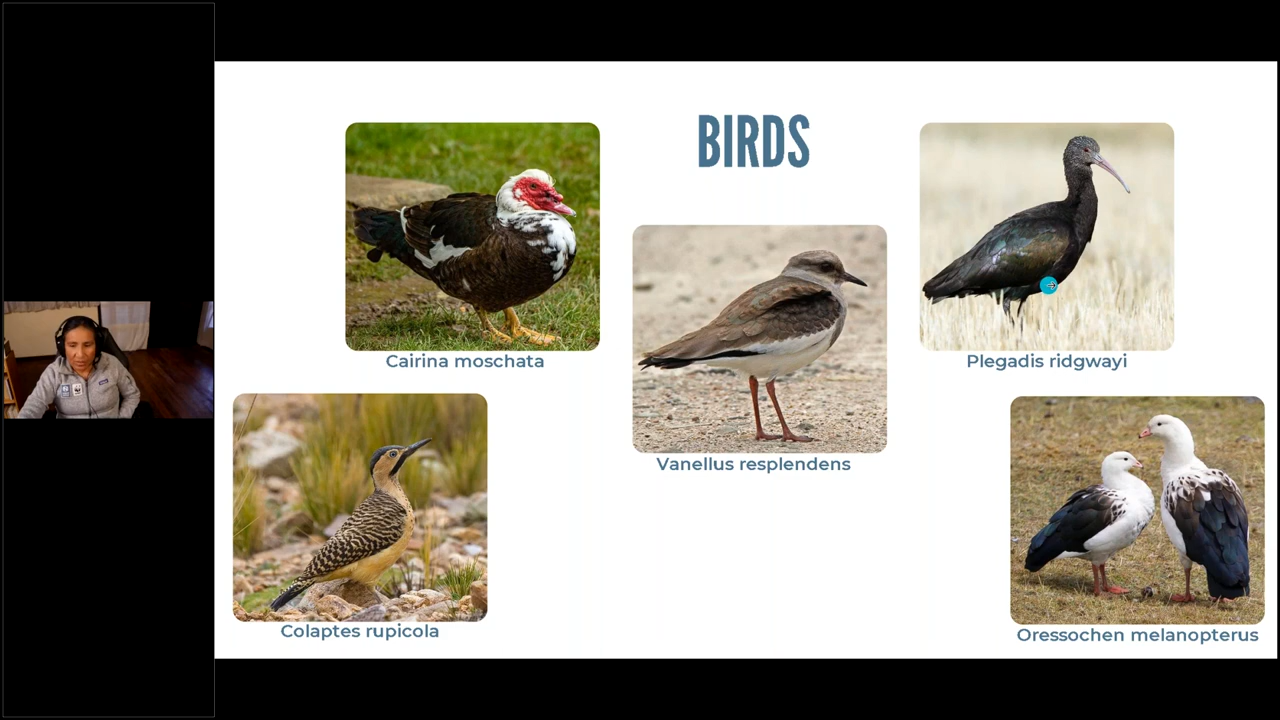 BIRDS
Cairina moschata
Plegadis ridgwayi
Vanellus resplendens
Colaptes rupicola
Oressochen melanopterus